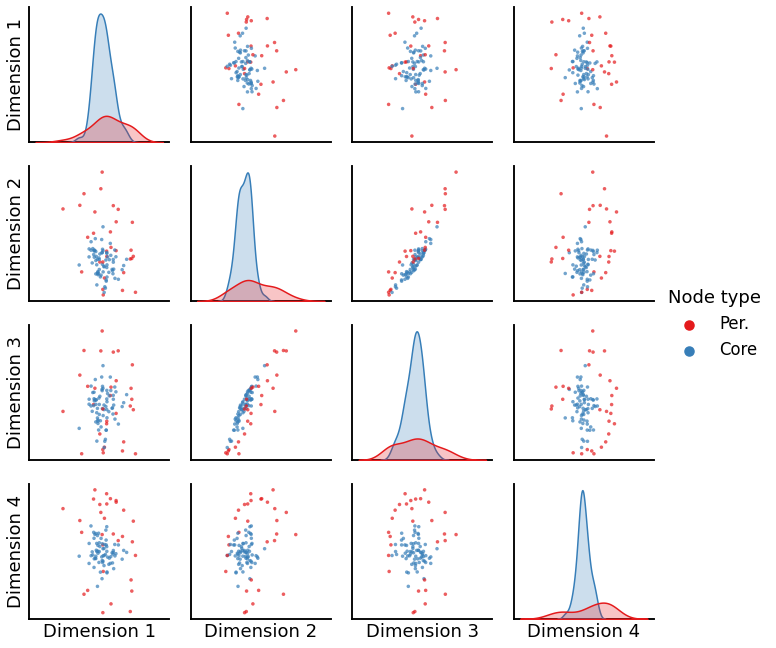 Dimension 1
Dimension 2
Dimension 3
Dimension 4
Dimension 1
Dimension 2
Dimension 3
Dimension 4
Node type
Per.
Core